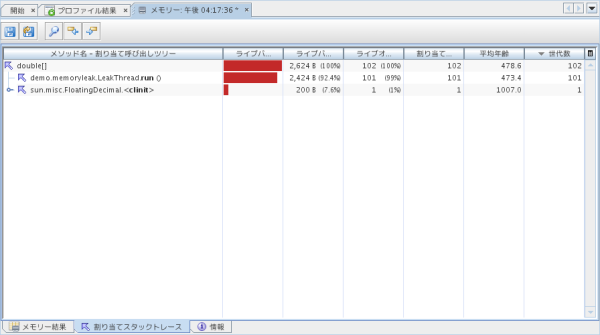 開始 × プロファイル結果 × メモリー: 午後 04:17:36 * ×
メソッド名 - 割り当て呼び出しツリー ライブバ... ライブバ... ライブオ... 割り当て... 平均年齢 世代数
double[] 2,624 B (100%) 102 (100%) 102 478.6 102
demo.memoryleak.LeakThread.run () 2,424 B (92.4%) 101 (99%) 101 473.4 101
sun.misc.FloatingDecimal.<clinit> 200 B (7.6%) 1 (1%) 1 1007.0 1
メモリー結果 割り当てスタックトレース 情報